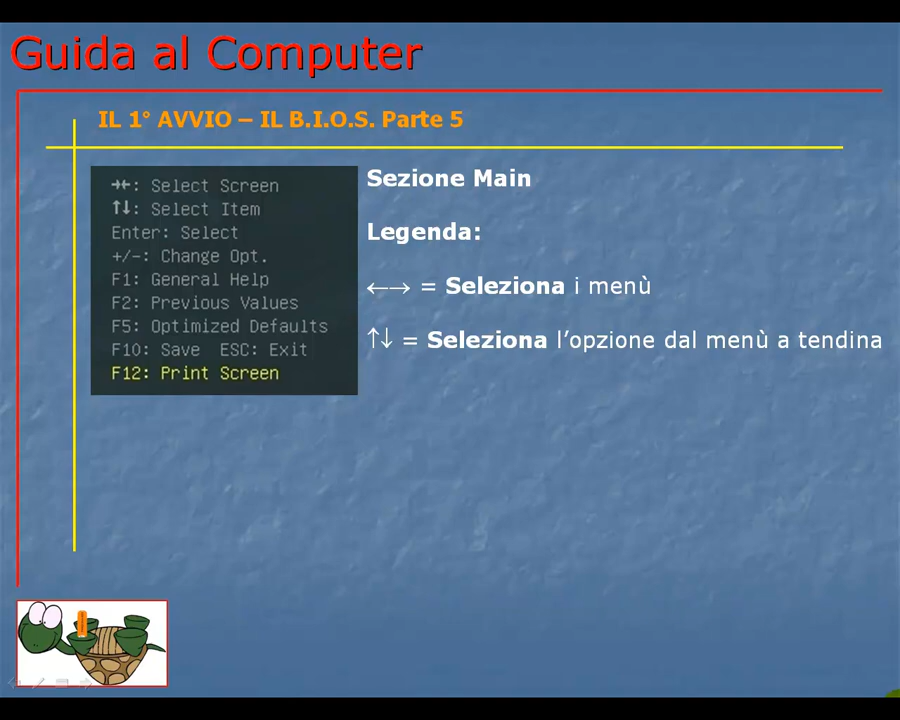 Guida al Computer
IL 1° AVVIO – IL B.I.O.S. Parte 5
→←: Select Screen
↑↓: Select Item
Enter: Select
+/-: Change Opt.
F1: General Help
F2: Previous Values
F5: Optimized Defaults
F10: Save  ESC: Exit
F12: Print Screen
Sezione Main
Legenda:
←→ = Seleziona i menù
↑↓ = Seleziona l’opzione dal menù a tendina